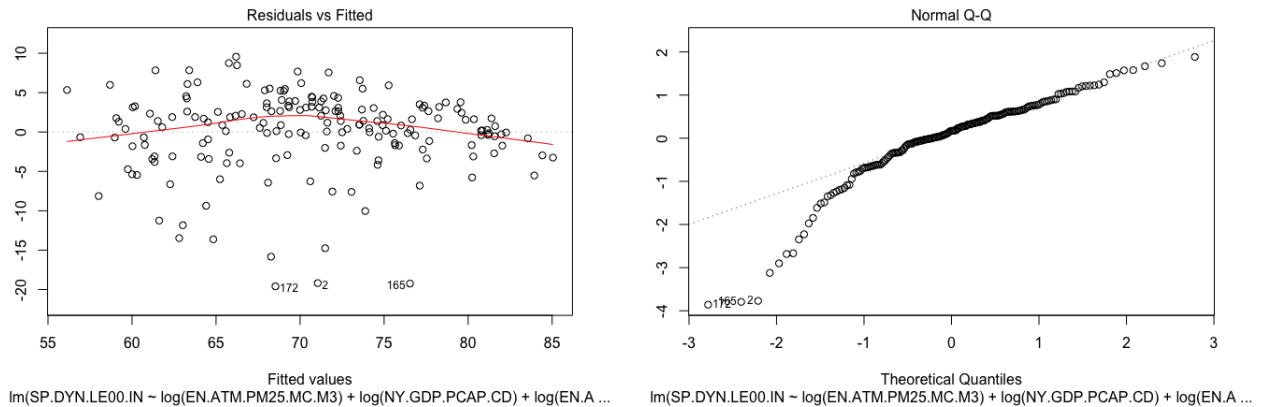 Residuals vs Fitted
10
5
0
-5
-10
-15
-20
172
2
165
55 60 65 70 75 80 85
Fitted values
lm(SP.DYN.LE00.IN ~ log(EN.ATM.PM25.MC.M3) + log(NY.GDP.PCAP.CD) + log(EN.A ...
Normal Q-Q
2
1
0
-1
-2
-3
-4
172
165
2
-3 -2 -1 0 1 2 3
Theoretical Quantiles
lm(SP.DYN.LE00.IN ~ log(EN.ATM.PM25.MC.M3) + log(NY.GDP.PCAP.CD) + log(EN.A ...